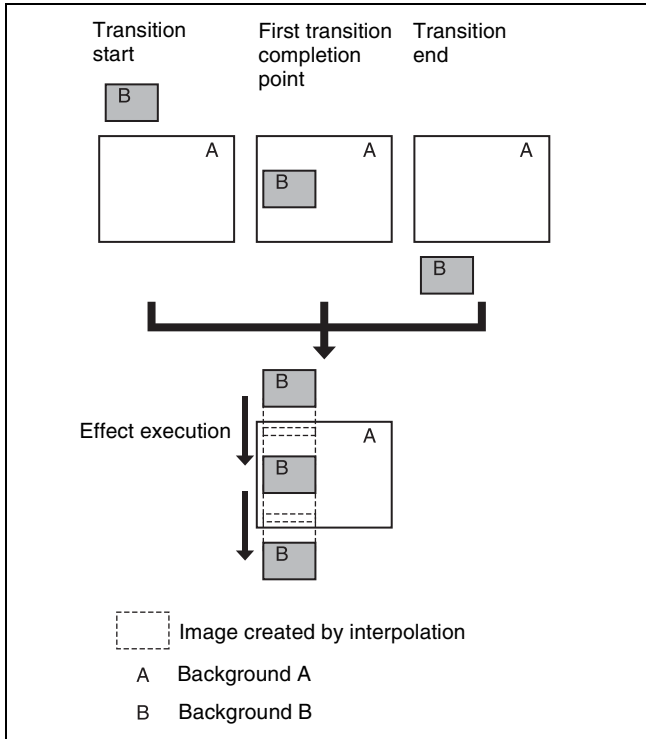 Transition
start
First transition
completion
point
Transition
end
B
A
A
B
A
B
B
Effect execution
A
B
B
Image created by interpolation
A Background A
B Background B